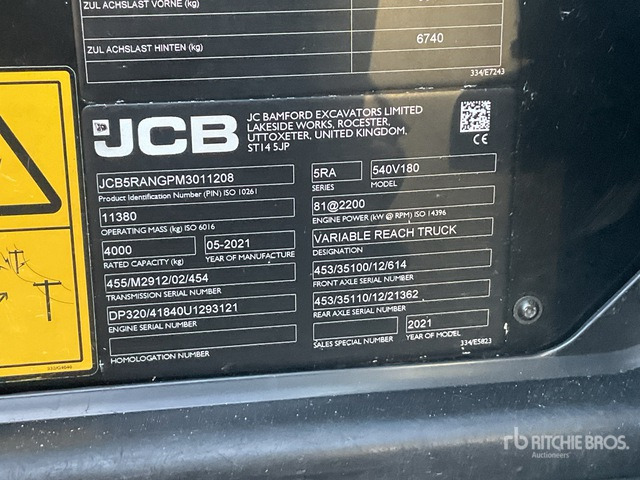 ZUL ACHSLAST VORNE (kg)
ZUL ACHSLAST HINTEN (kg)
6740
334/E7243
JCB
JC BAMFORD EXCAVATORS LIMITED
LAKESIDE WORKS, ROCESTER,
UTTOXETER, UNITED KINGDOM,
ST14 5JP
CE
JCB5RANGPM3011208
Product Identification Number (PIN) ISO 10261
5RA
SERIES
540V180
MODEL
11380
OPERATING MASS (kg) ISO 6016
81@2200
ENGINE POWER (kW @ RPM) ISO 14396
4000
RATED CAPACITY (kg)
05-2021
YEAR OF MANUFACTURE
VARIABLE REACH TRUCK
DESIGNATION
455/M2912/02/454
TRANSMISSION SERIAL NUMBER
453/35100/12/614
FRONT AXLE SERIAL NUMBER
DP320/41840U1293121
ENGINE SERIAL NUMBER
453/35110/12/21362
REAR AXLE SERIAL NUMBER
HOMOLOGATION NUMBER
SALES SPECIAL NUMBER
2021
YEAR OF MODEL
334/E5823
rb RITCHIE BROS.
Auctioneers